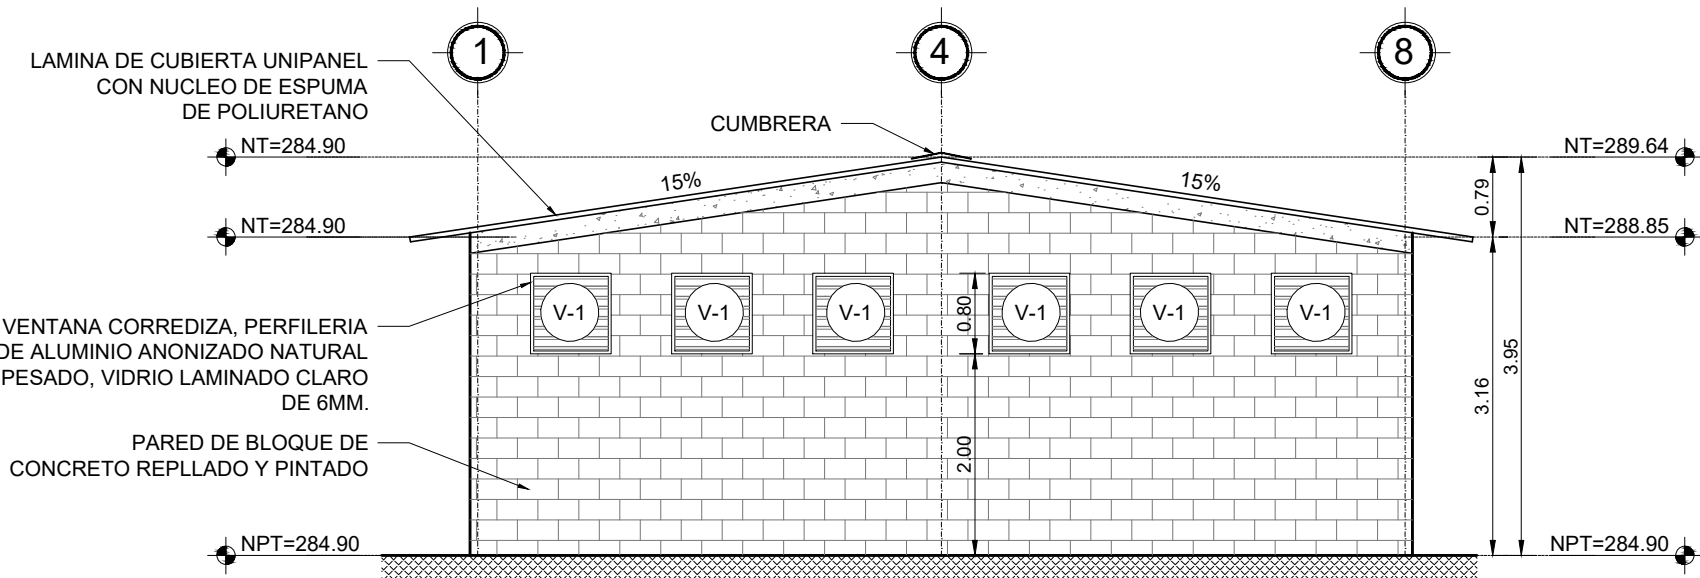 1
4
8
LAMINA DE CUBIERTA UNIPANEL
CON NUCLEO DE ESPUMA
DE POLIURETANO
CUMBRERA
NT=284.90
NT=289.64
15%
15%
0.79
NT=284.90
NT=288.85
V-1
V-1
V-1
V-1
V-1
V-1
0.80
VENTANA CORREDIZA, PERFILERIA
DE ALUMINIO ANONIZADO NATURAL
PESADO, VIDRIO LAMINADO CLARO
DE 6MM.
3.95
3.16
PARED DE BLOQUE DE
CONCRETO REPLLADO Y PINTADO
2.00
NPT=284.90
NPT=284.90